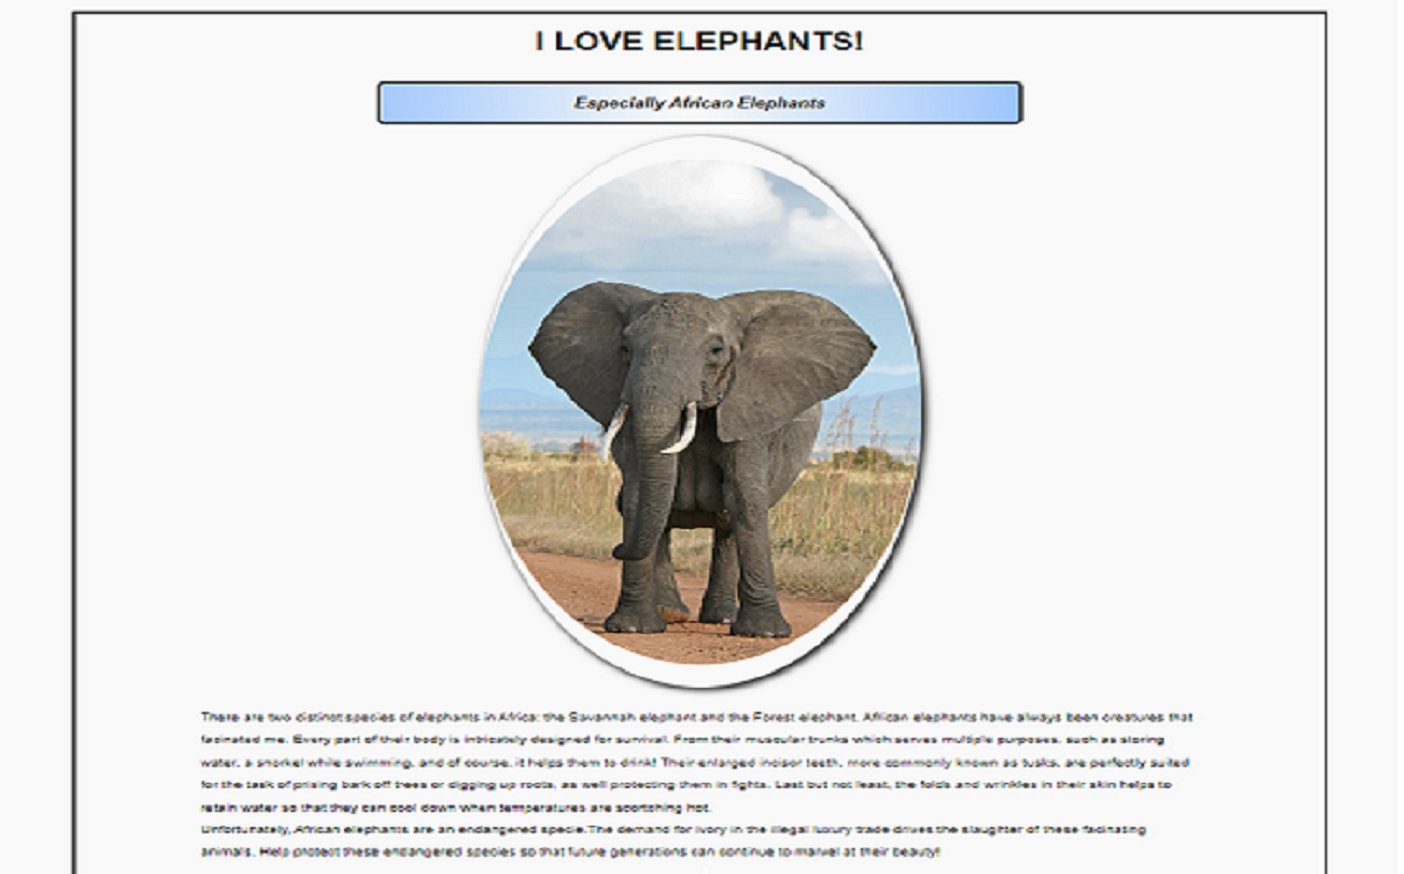 I LOVE ELEPHANTS!
Especially African Elephants
There are two distinct species of elephants in Africa: the Savannah elephant and the Forest elephant. African elephants have always been creatures that
facinated me. Every part of their body is intricately designed for survival. From their muscular trunks which serves multiple purposes, such as storing
water, a snorkel while swimming, and of course, it helps them to drink! Their enlarged incisor teeth, more commonly known as tusks, are perfectly suited
for the task of prising bark off trees or digging up roots, as well protecting them in fights. Last but not least, the folds and wrinkles in their skin helps to
retain water so that they can cool down when temperatures are scortching hot.
Unfortunately, African elephants are an endangered specie.The demand for ivory in the illegal luxury trade drives the slaughter of these facinating
animals. Help protect these endangered species so that future generations can continue to marvel at their beauty!